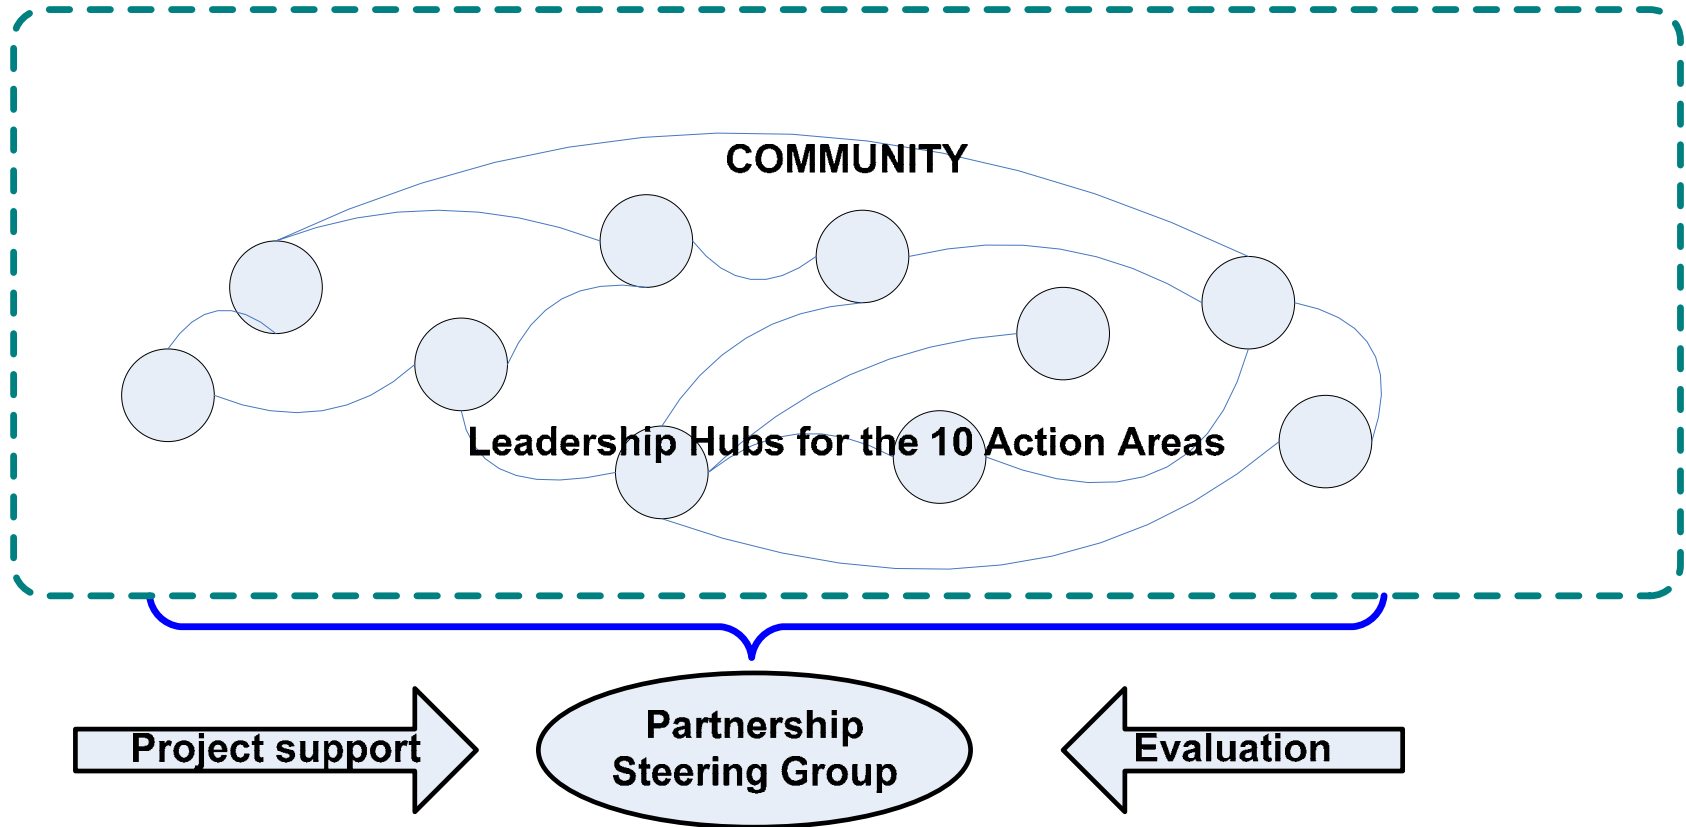 COMMUNITY
Leadership Hubs for the 10 Action Areas
Project support
Partnership
Steering Group
Evaluation